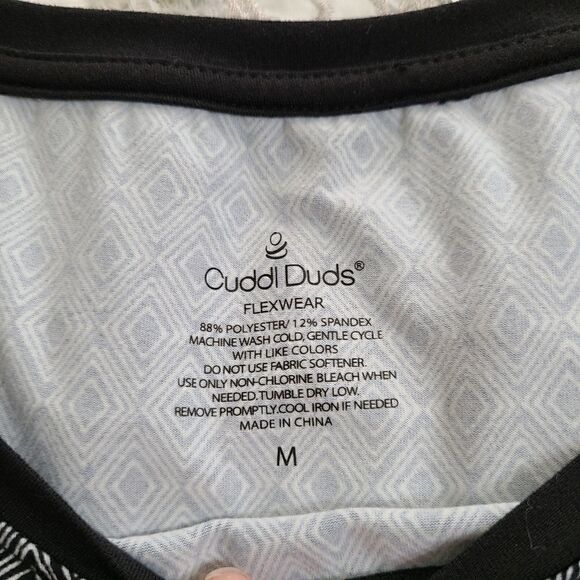 Cuddl Duds®
FLEXWEAR
88% POLYESTER/ 12% SPANDEX
MACHINE WASH COLD, GENTLE CYCLE
WITH LIKE COLORS
DO NOT USE FABRIC SOFTENER.
USE ONLY NON-CHLORINE BLEACH WHEN
NEEDED.TUMBLE DRY LOW.
REMOVE PROMPTLY.COOL IRON IF NEEDED
MADE IN CHINA
M